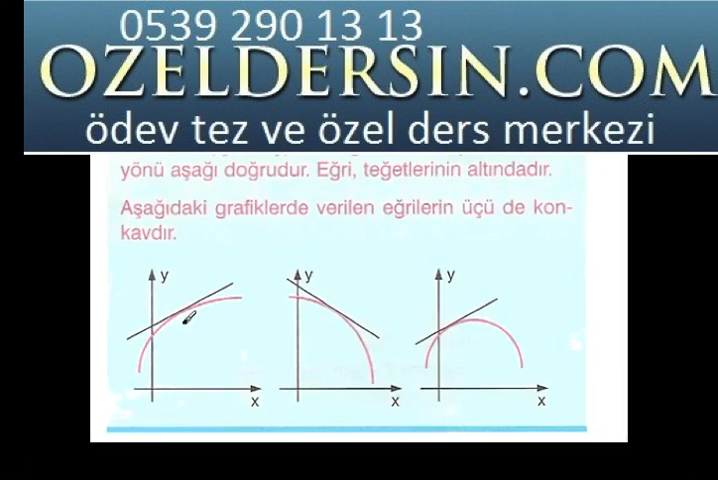 0539 290 13 13
OZELDERSIN.COM
ödev tez ve özel ders merkezi
yönü aşağı doğrudur. Eğri, teğetlerinin altındadır.
Aşağıdaki grafiklerde verilen eğrilerin üçü de kon-
kavdır.
y y y
x x x